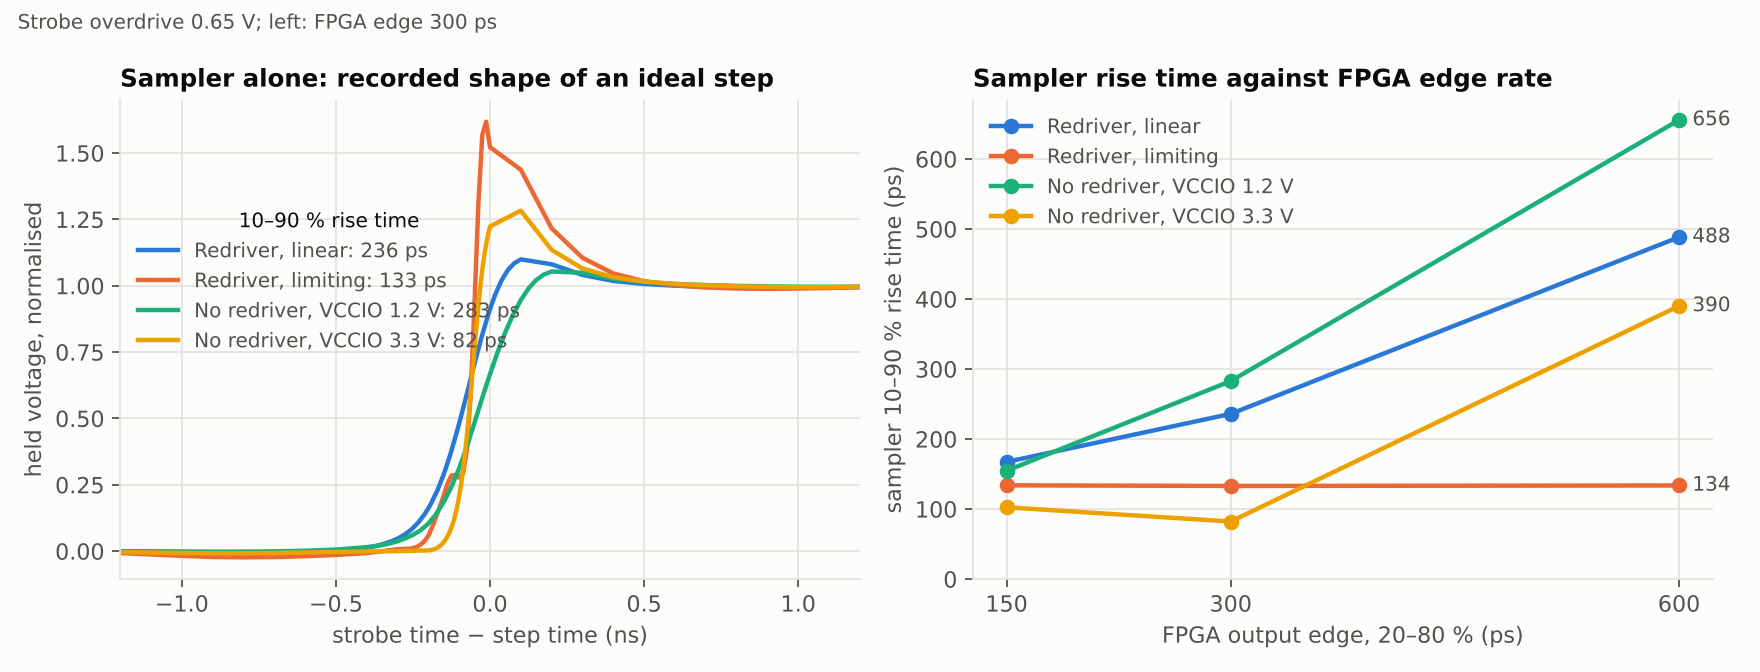 Strobe overdrive 0.65 V; left: FPGA edge 300 ps
Sampler alone: recorded shape of an ideal step
held voltage, normalised
1.50
1.25
1.00
0.75
0.50
0.25
0.00
10–90 % rise time
Redriver, linear: 236 ps
Redriver, limiting: 133 ps
No redriver, VCCIO 1.2 V: 283 ps
No redriver, VCCIO 3.3 V: 82 ps
−1.0
−0.5
0.0
0.5
1.0
strobe time − step time (ns)
Sampler rise time against FPGA edge rate
sampler 10–90 % rise time (ps)
600
500
400
300
200
100
0
Redriver, linear
Redriver, limiting
No redriver, VCCIO 1.2 V
No redriver, VCCIO 3.3 V
656
488
390
134
150
300
600
FPGA output edge, 20–80 % (ps)